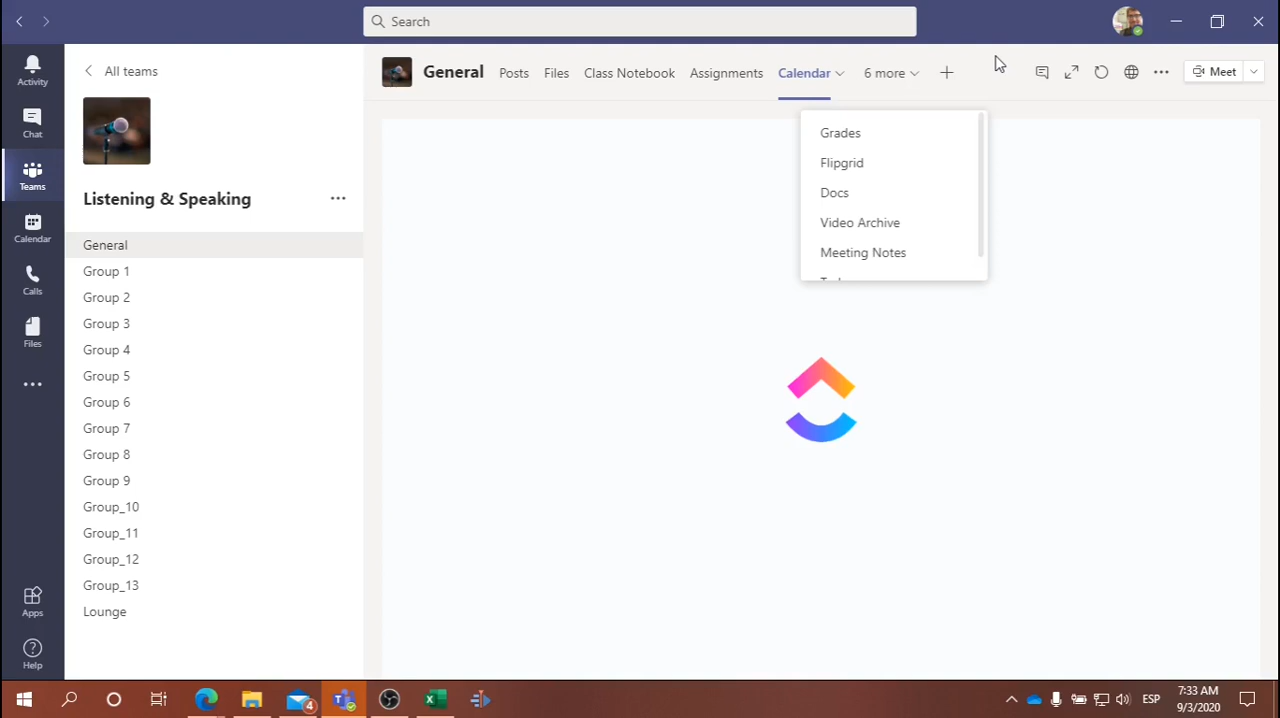 Search
Activity
Chat
Teams
Calendar
Calls
Files
Apps
Help
All teams
Listening & Speaking
General
Group 1
Group 2
Group 3
Group 4
Group 5
Group 6
Group 7
Group 8
Group 9
Group_10
Group_11
Group_12
Group_13
Lounge
General Posts Files Class Notebook Assignments Calendar 6 more Meet
Grades
Flipgrid
Docs
Video Archive
Meeting Notes
4
ESP
7:33 AM
9/3/2020